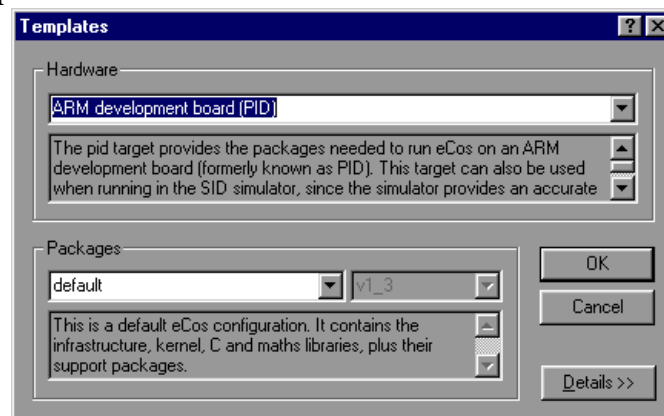 Templates
Hardware
ARM development board (PID)
The pid target provides the packages needed to run eCos on an ARM
development board (formerly known as PID). This target can also be used
when running in the SID simulator, since the simulator provides an accurate
Packages
default
v1_3
This is a default eCos configuration. It contains the
infrastructure, kernel, C and maths libraries, plus their
support packages.
OK
Cancel
Details >>